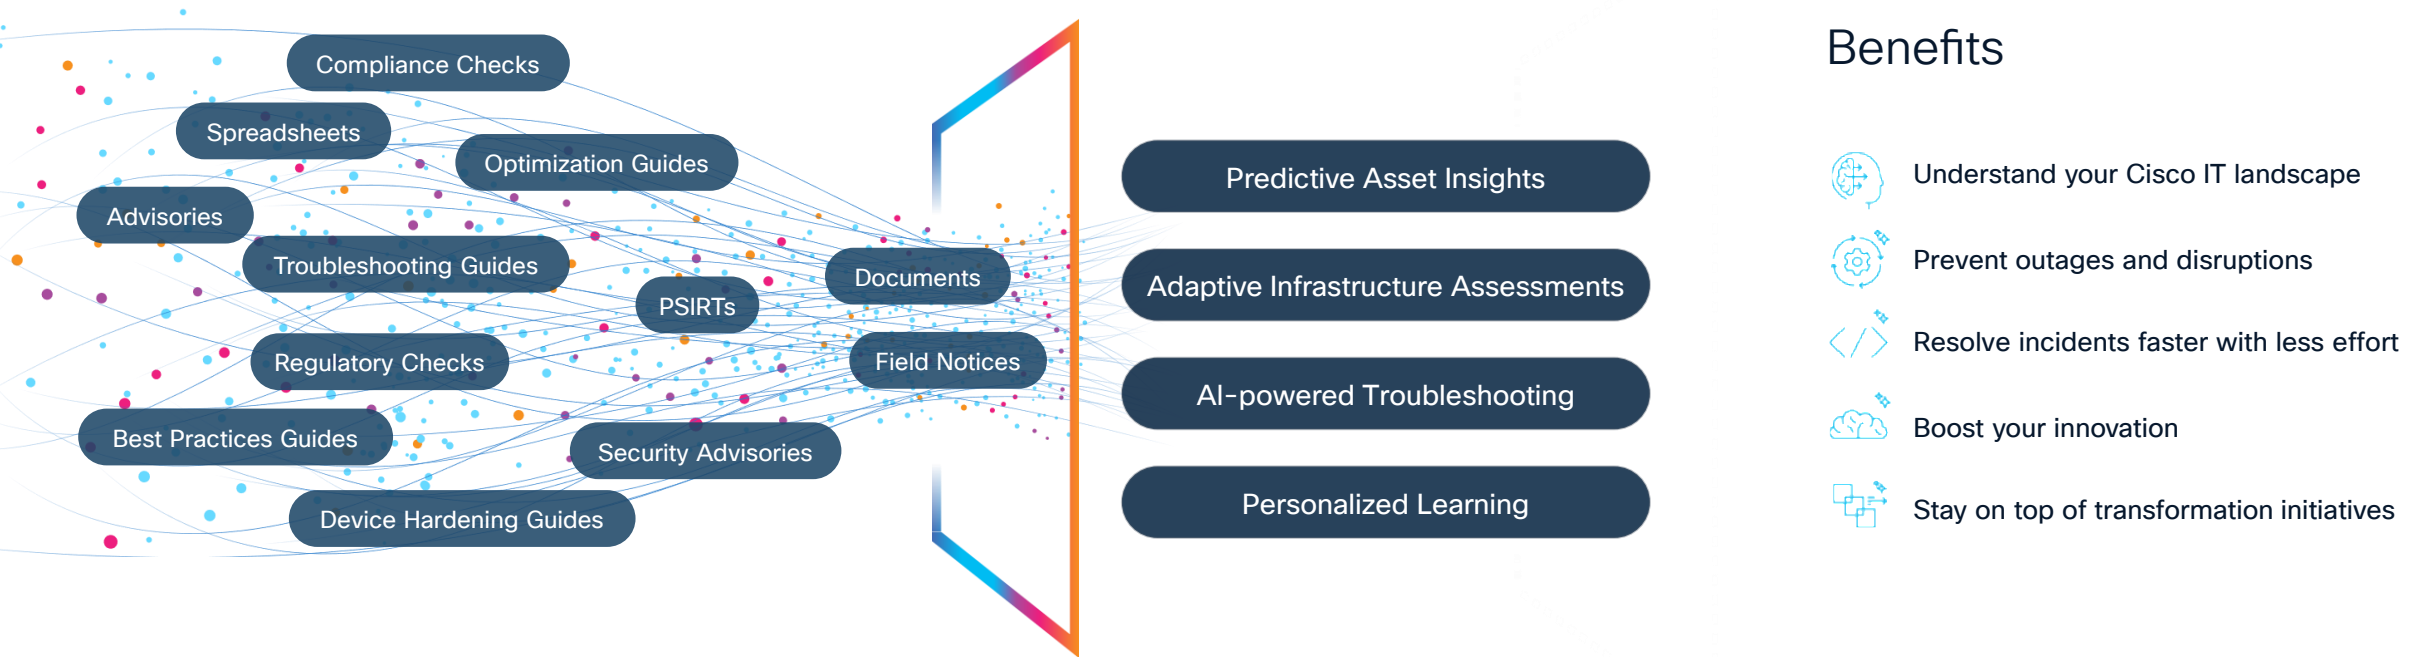 Compliance Checks
Spreadsheets
Optimization Guides
Advisories
Troubleshooting Guides
PSIRTs
Documents
Regulatory Checks
Field Notices
Best Practices Guides
Security Advisories
Device Hardening Guides
Predictive Asset Insights
Adaptive Infrastructure Assessments
AI-powered Troubleshooting
Personalized Learning
Benefits
Understand your Cisco IT landscape
Prevent outages and disruptions
Resolve incidents faster with less effort
Boost your innovation
Stay on top of transformation initiatives